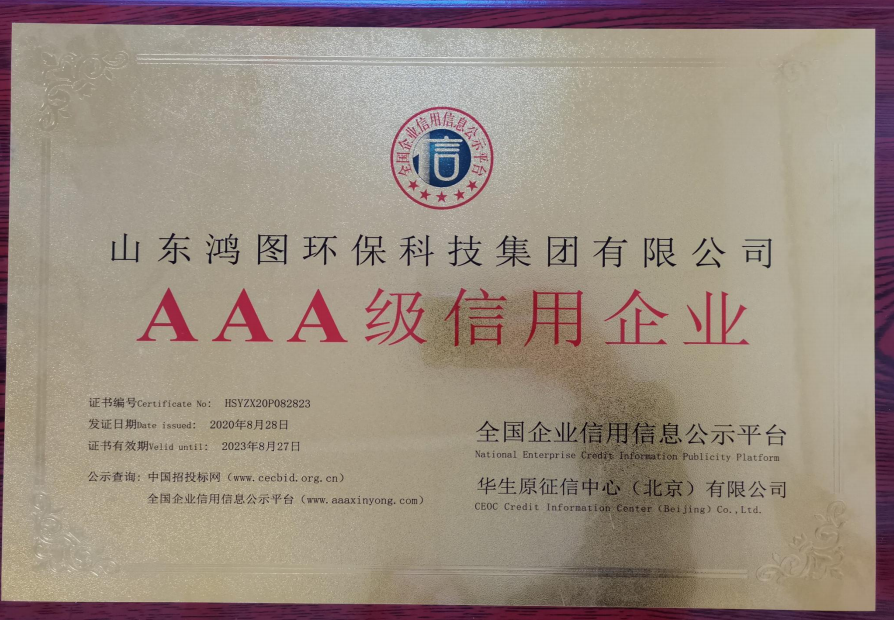 全国企业信用信息公示平台
信
山东鸿图环保科技集团有限公司
AAA级信用企业
证书编号Certificate No: HSYZX20P082823
发证日期Date issued: 2020年8月28日
证书有效期Velid until: 2023年8月27日
公示查询: 中国招投标网（www.cecbid.org.cn）
全国企业信用信息公示平台（www.aaaxinyong.com）
全国企业信用信息公示平台
National Enterprise Credit Information Publicity Platform
华生原征信中心（北京）有限公司
CEOC Credit Information Center（Beijing）Co.,Ltd.